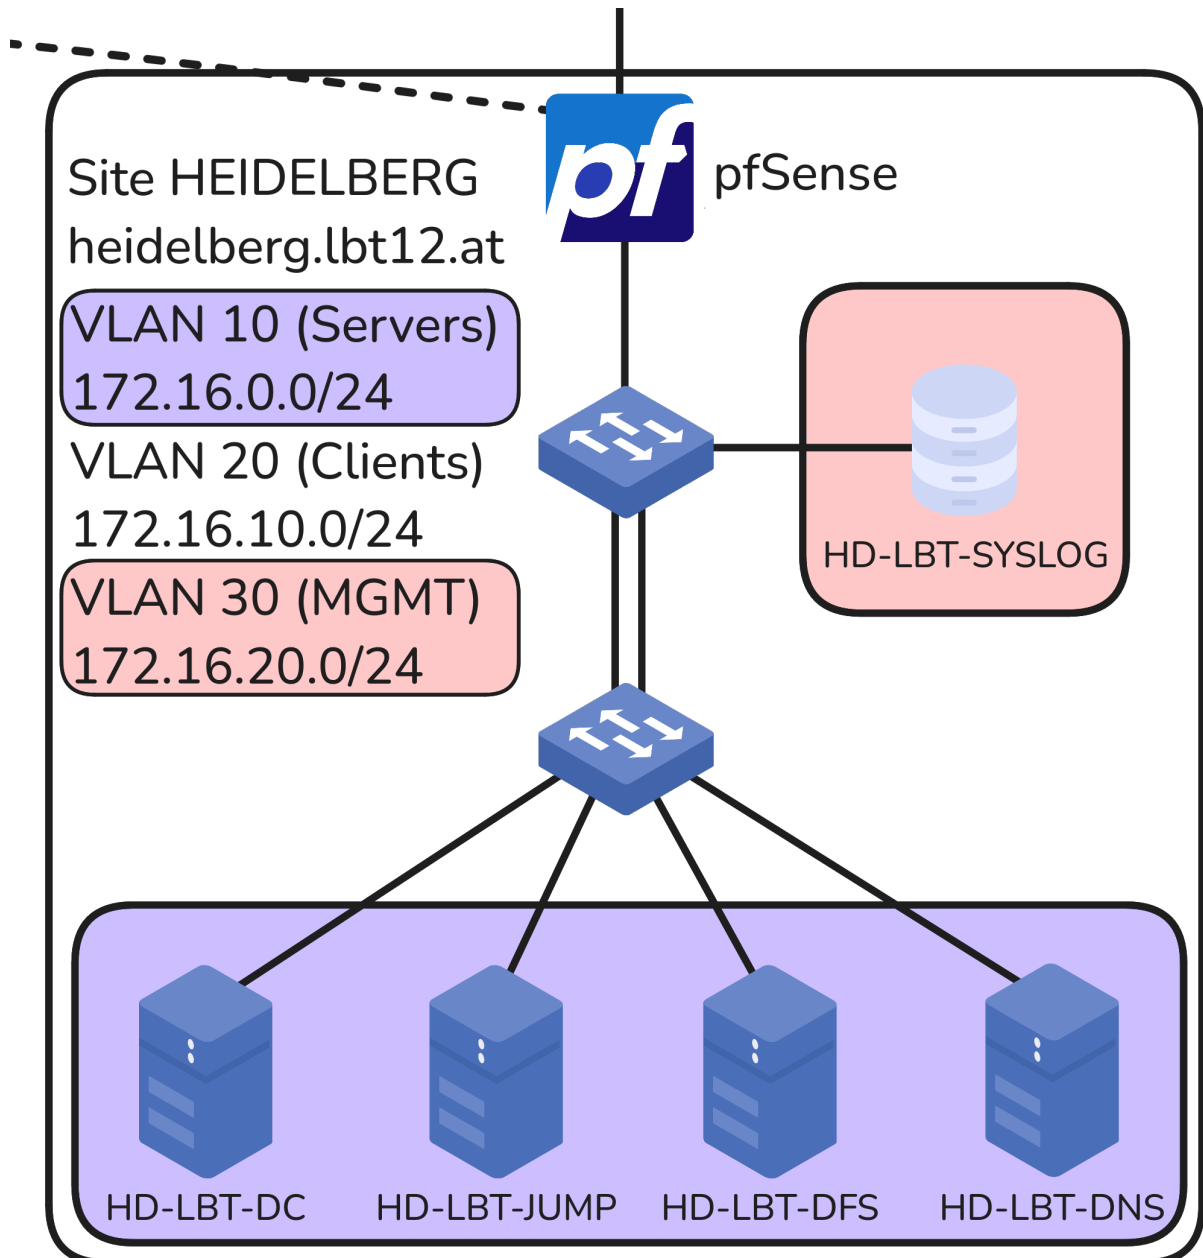 pf
pfSense
Site HEIDELBERG
heidelberg.lbt12.at
VLAN 10 (Servers)
172.16.0.0/24
VLAN 20 (Clients)
172.16.10.0/24
VLAN 30 (MGMT)
172.16.20.0/24
HD-LBT-SYSLOG
HD-LBT-DC
HD-LBT-JUMP
HD-LBT-DFS
HD-LBT-DNS